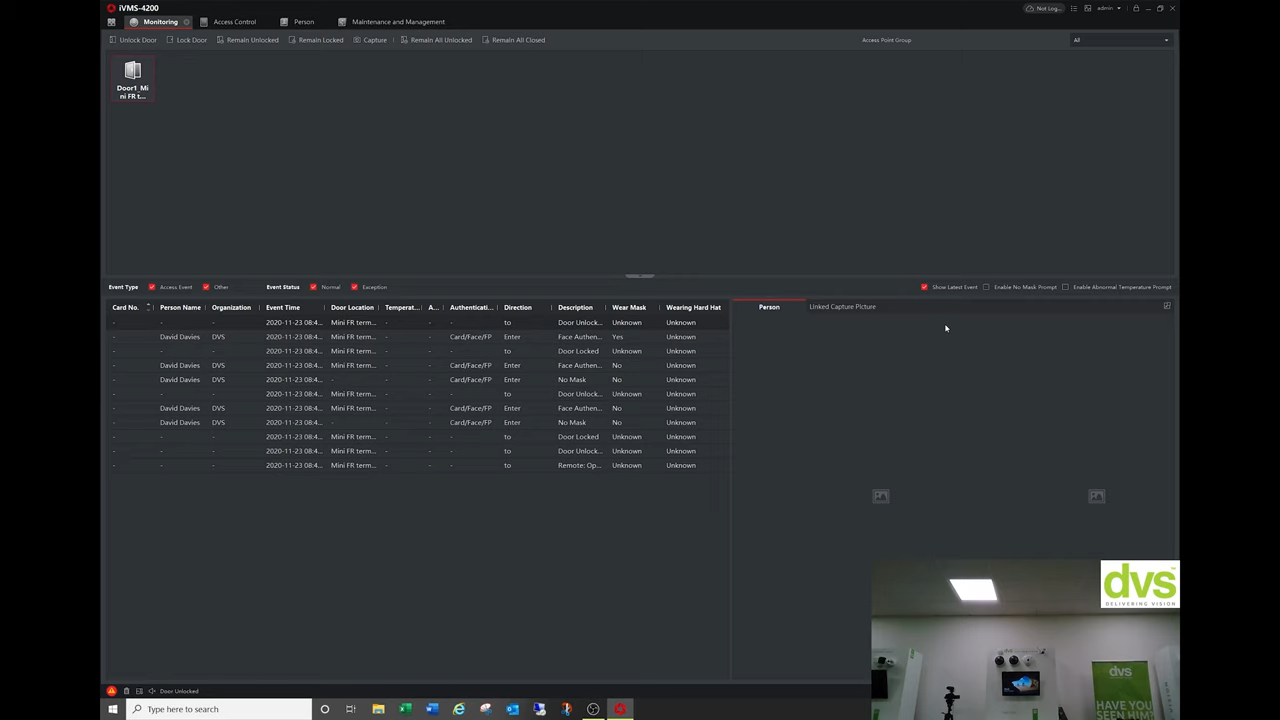 iVMS-4200
Not Log...
admin
Monitoring
Access Control
Person
Maintenance and Management
Unlock Door
Lock Door
Remain Unlocked
Remain Locked
Capture
Remain All Unlocked
Remain All Closed
Access Point Group
All
Door1_Mi
ni FR t...
Event Type
Access Event
Other
Event Status
Normal
Exception
Show Latest Event
Enable No Mask Prompt
Enable Abnormal Temperature Prompt
Card No. Person Name Organization Event Time Door Location Temperat... A... Authenticati... Direction Description Wear Mask Wearing Hard Hat
- - - 2020-11-23 08:4... Mini FR term... - - - to Door Unlock... Unknown Unknown
- David Davies DVS 2020-11-23 08:4... Mini FR term... - - Card/Face/FP Enter Face Authen... Yes Unknown
- - - 2020-11-23 08:4... Mini FR term... - - - to Door Locked Unknown Unknown
- David Davies DVS 2020-11-23 08:4... Mini FR term... - - Card/Face/FP Enter Face Authen... No Unknown
- David Davies DVS 2020-11-23 08:4... - - - Card/Face/FP Enter No Mask No Unknown
- - - 2020-11-23 08:4... Mini FR term... - - - to Door Unlock... Unknown Unknown
- David Davies DVS 2020-11-23 08:4... Mini FR term... - - Card/Face/FP Enter Face Authen... No Unknown
- David Davies DVS 2020-11-23 08:4... - - - Card/Face/FP Enter No Mask No Unknown
- - - 2020-11-23 08:4... Mini FR term... - - - to Door Locked Unknown Unknown
- - - 2020-11-23 08:4... Mini FR term... - - - to Door Unlock... Unknown Unknown
- - - 2020-11-23 08:4... Mini FR term... - - - to Remote: Op... Unknown Unknown
Person
Linked Capture Picture
dvs
DELIVERING VISION
dvs
dvs
HAVE YOU
SEEN HIM?
Door Unlocked
Type here to search